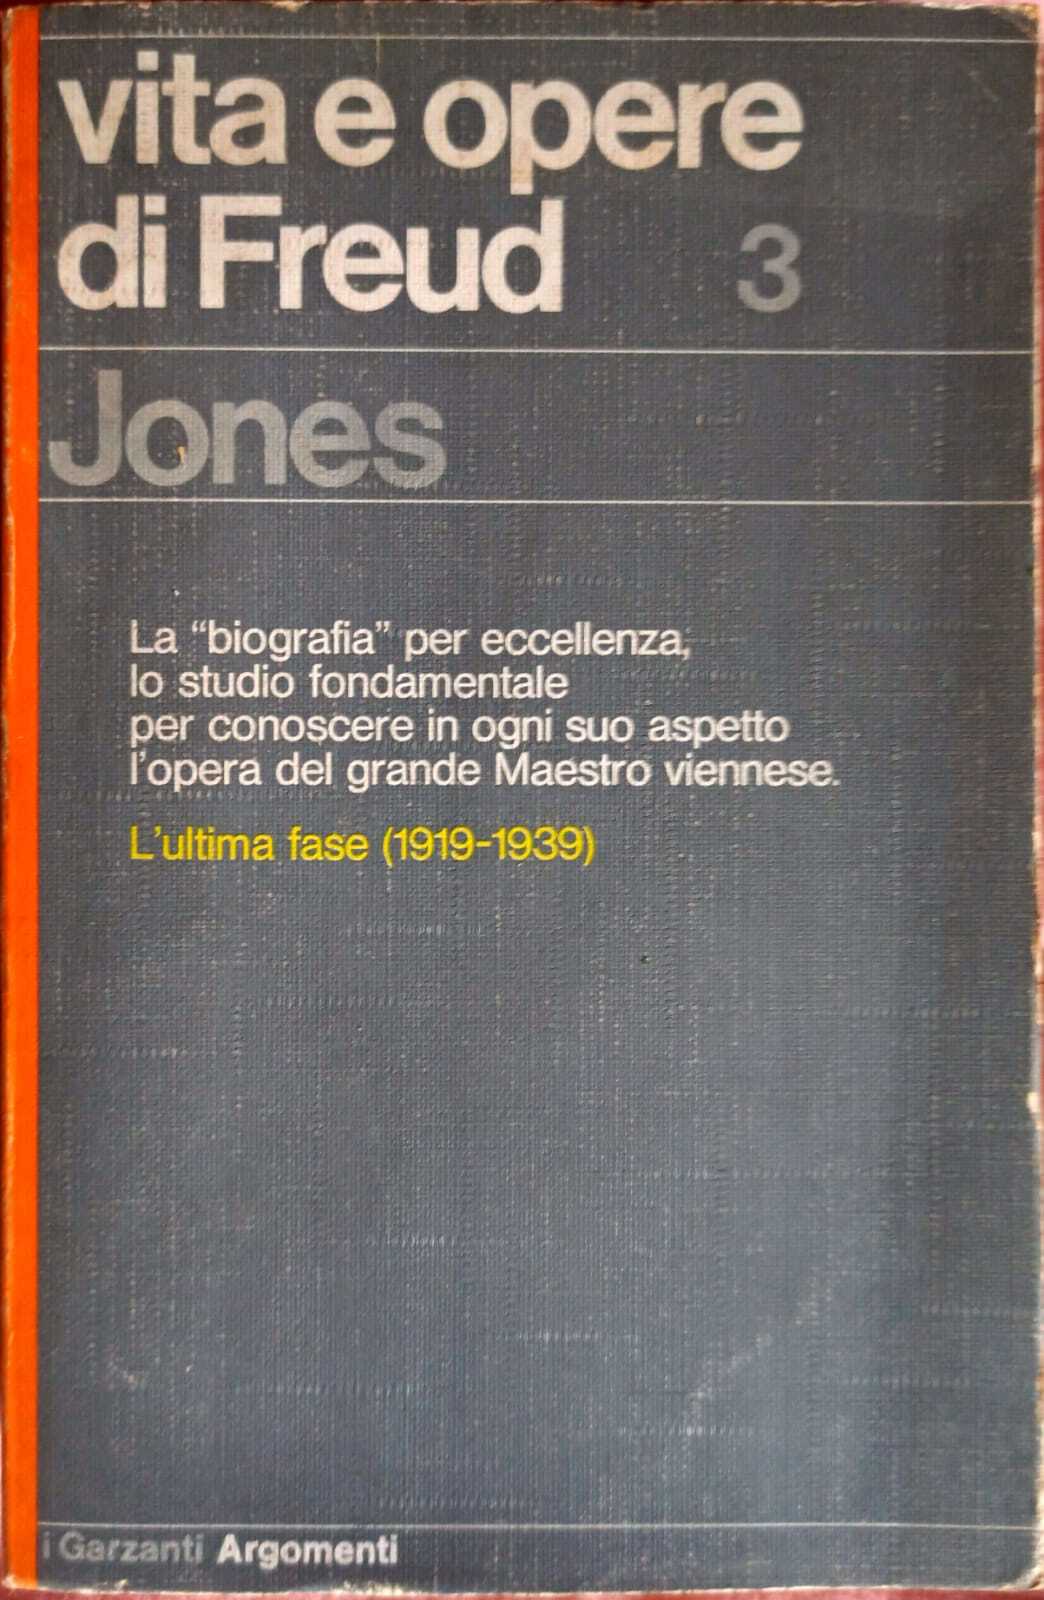 vita e opere
di Freud 3
Jones
La “biografia” per eccellenza,
lo studio fondamentale
per conoscere in ogni suo aspetto
l’opera del grande Maestro viennese.
L’ultima fase (1919-1939)
i Garzanti Argomenti